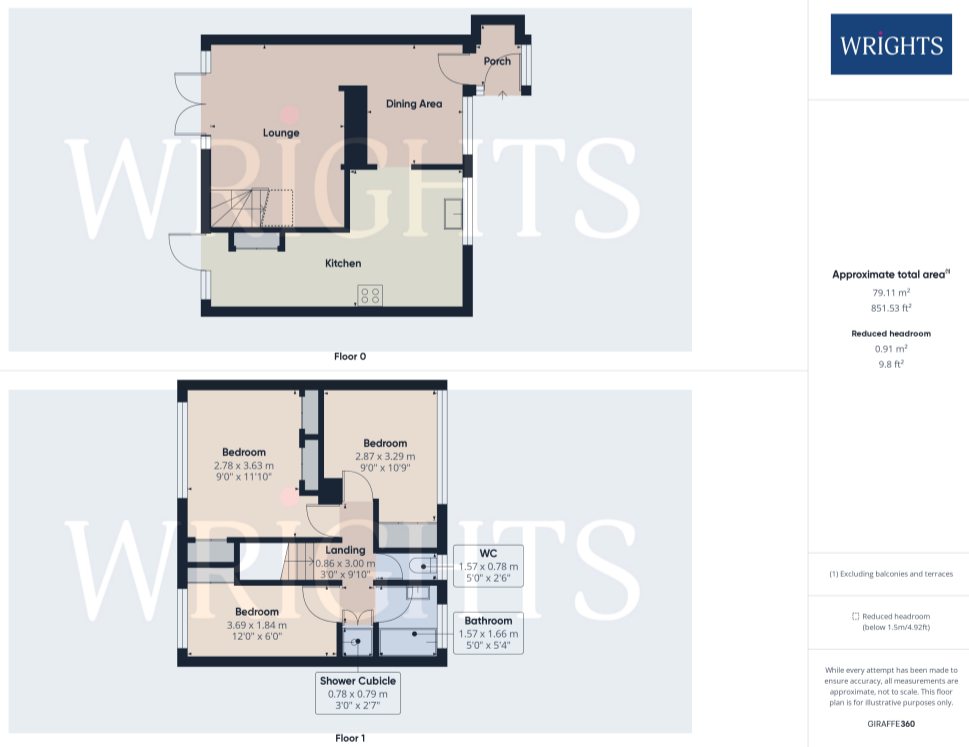 WRIGHTS
Porch
Dining Area
Lounge
WRIGHTS
Kitchen
Floor 0
Approximate total area(1)
79.11 m²
851.53 ft²
Reduced headroom
0.91 m²
9.8 ft²
Bedroom
2.78 x 3.63 m
9'0" x 11'10"
Bedroom
2.87 x 3.29 m
9'0" x 10'9"
WRIGHTS
Landing
0.86 x 3.00 m
3'0" x 9'10"
WC
1.57 x 0.78 m
5'0" x 2'6"
Bedroom
3.69 x 1.84 m
12'0" x 6'0"
Bathroom
1.57 x 1.66 m
5'0" x 5'4"
Shower Cubicle
0.78 x 0.79 m
3'0" x 2'7"
Floor 1
(1) Excluding balconies and terraces
Reduced headroom
(below 1.5m/4.92ft)
While every attempt has been made to
ensure accuracy, all measurements are
approximate, not to scale. This floor
plan is for illustrative purposes only.
GIRAFFE360